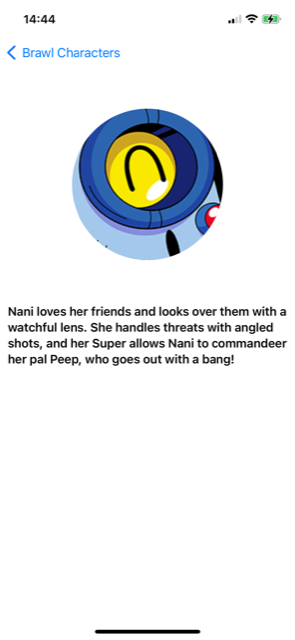 14:44
Brawl Characters
Nani loves her friends and looks over them with a
watchful lens. She handles threats with angled
shots, and her Super allows Nani to commandeer
her pal Peep, who goes out with a bang!